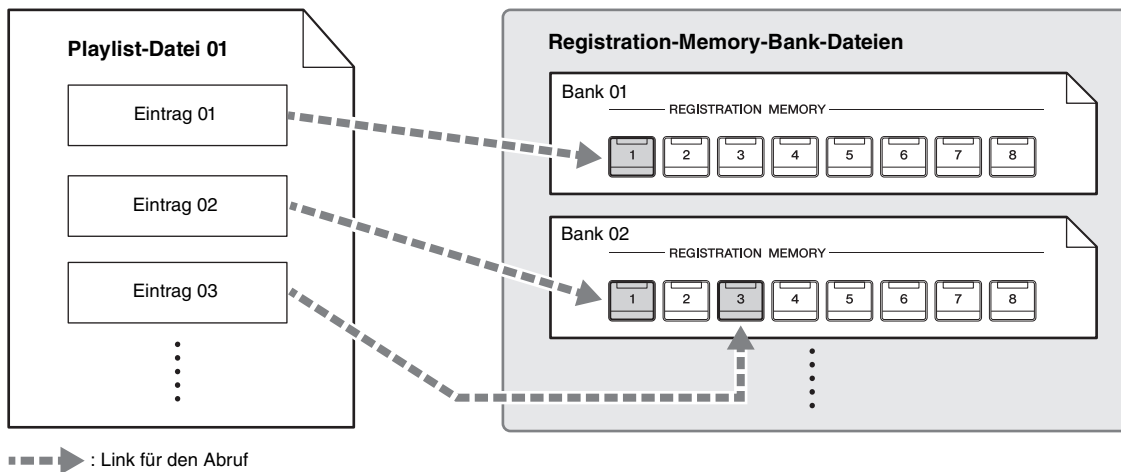 Playlist-Datei 01
Eintrag 01
Eintrag 02
Eintrag 03
Registration-Memory-Bank-Dateien
Bank 01
REGISTRATION MEMORY
1 2 3 4 5 6 7 8
Bank 02
REGISTRATION MEMORY
1 2 3 4 5 6 7 8
: Link für den Abruf